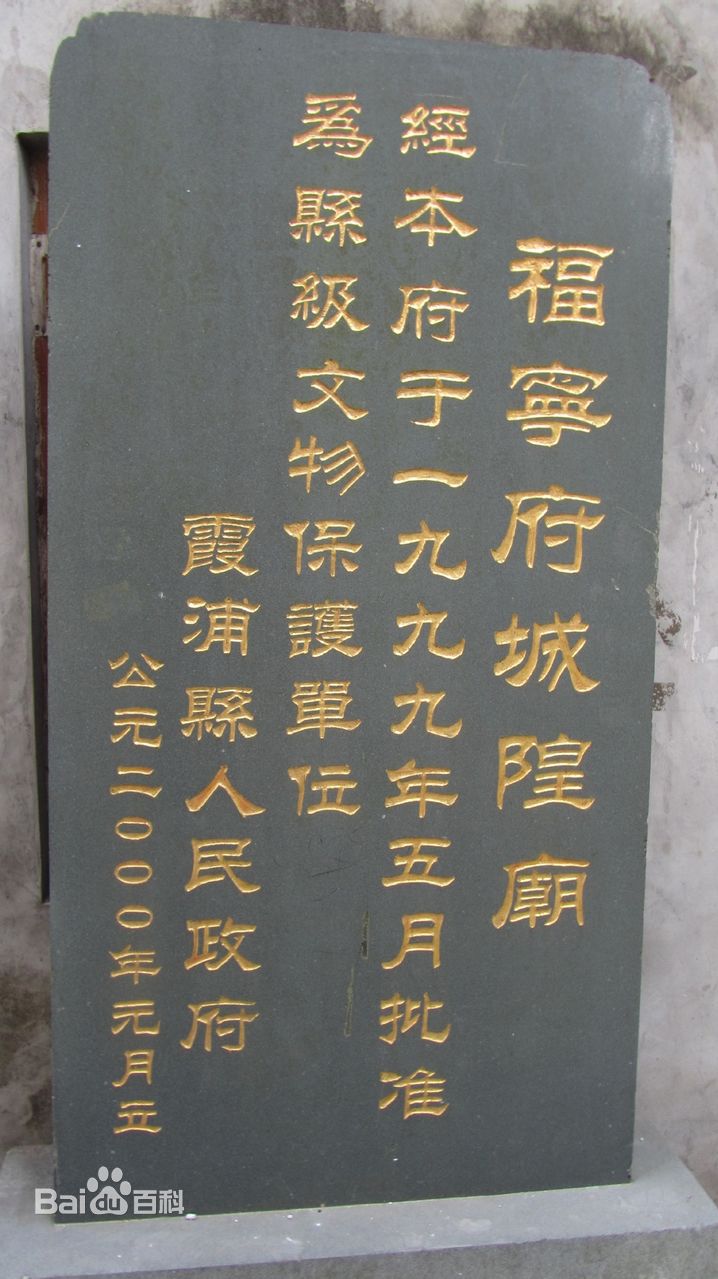 福寧府城隍廟
經本府于一九九九年五月批准
為縣級文物保護單位
霞浦縣人民政府
公元二〇〇〇年元月立
Bai百科